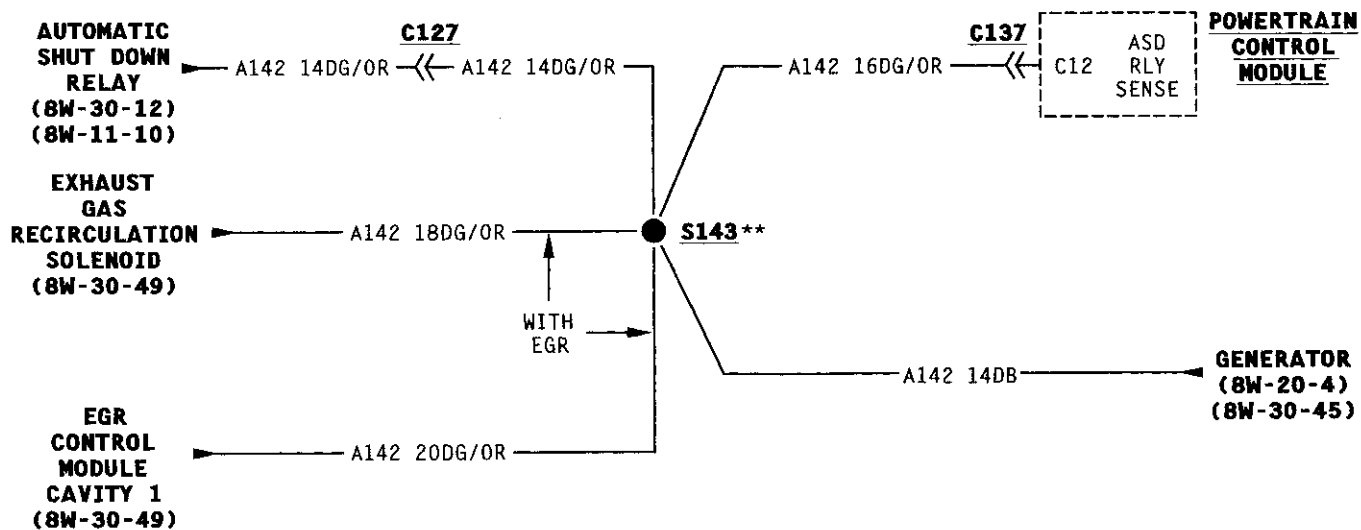 AUTOMATIC
SHUT DOWN
RELAY
(8W-30-12)
(8W-11-10)
A142 14DG/OR
C127
A142 14DG/OR
C137
A142 16DG/OR
C12
ASD
RLY
SENSE
POWERTRAIN
CONTROL
MODULE
EXHAUST
GAS
RECIRCULATION
SOLENOID
(8W-30-49)
A142 18DG/OR
S143**
WITH
EGR
A142 14DB
GENERATOR
(8W-20-4)
(8W-30-45)
EGR
CONTROL
MODULE
CAVITY 1
(8W-30-49)
A142 20DG/OR